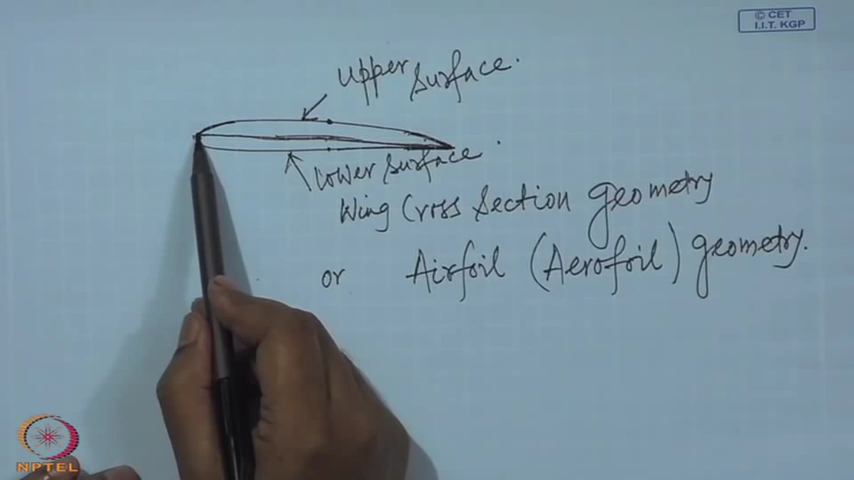 © CET
I.I.T. KGP
Upper Surface.
Lower Surface.
Wing Cross Section geometry
or Airfoil (Aerofoil) geometry.
NPTEL